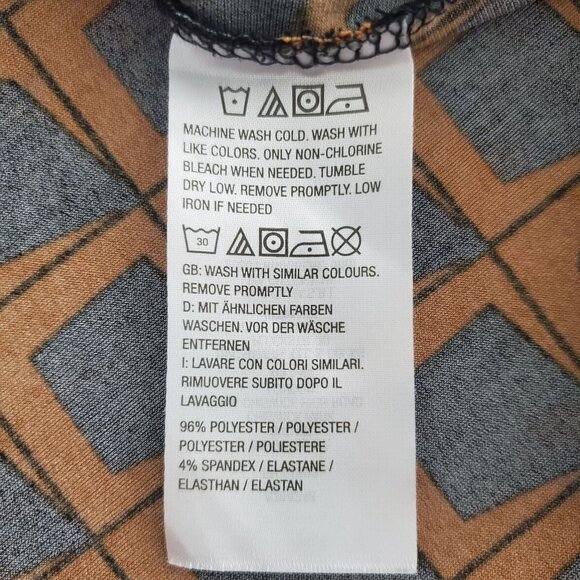 MACHINE WASH COLD. WASH WITH
LIKE COLORS. ONLY NON-CHLORINE
BLEACH WHEN NEEDED. TUMBLE
DRY LOW. REMOVE PROMPTLY. LOW
IRON IF NEEDED
30
GB: WASH WITH SIMILAR COLOURS.
REMOVE PROMPTLY
D: MIT ÄHNLICHEN FARBEN
WASCHEN. VOR DER WÄSCHE
ENTFERNEN
I: LAVARE CON COLORI SIMILARI.
RIMUOVERE SUBITO DOPO IL
LAVAGGIO
96% POLYESTER / POLYESTER /
POLYESTER / POLIESTERE
4% SPANDEX / ELASTANE /
ELASTHAN / ELASTAN